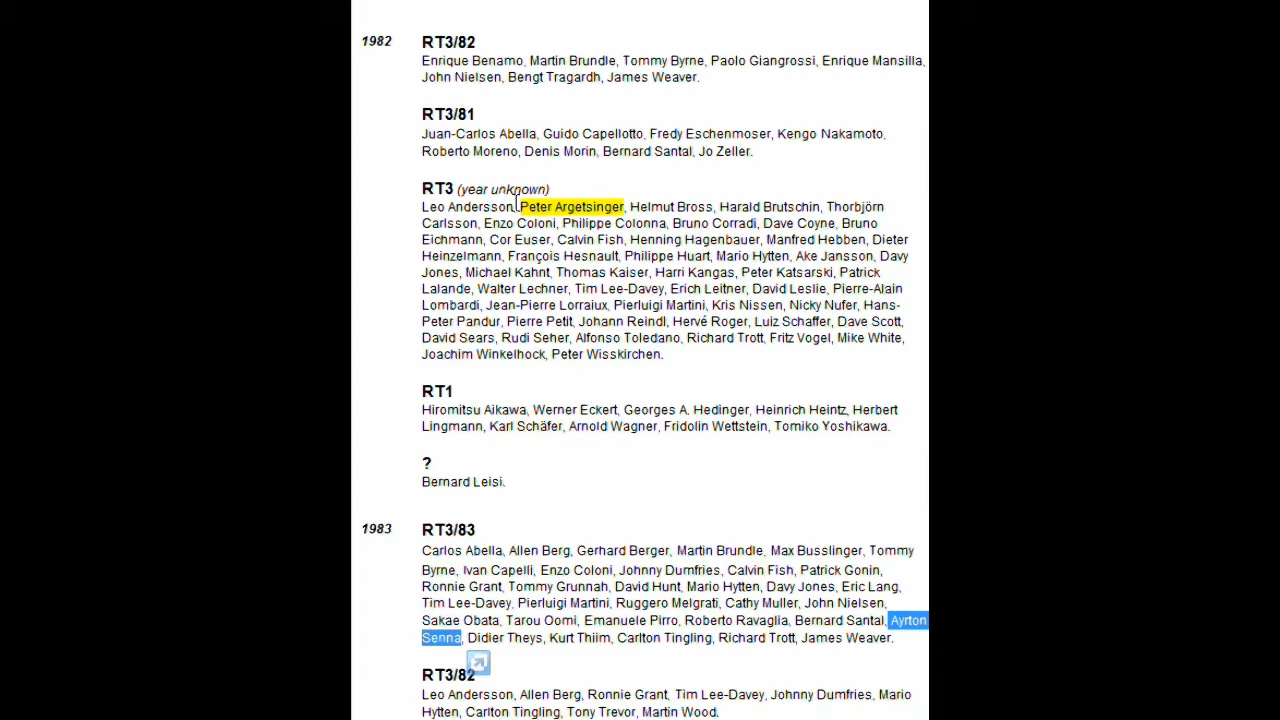 1982 RT3/82
Enrique Benamo, Martin Brundle, Tommy Byrne, Paolo Giangrossi, Enrique Mansilla,
John Nielsen, Bengt Tragardh, James Weaver.
RT3/81
Juan-Carlos Abella, Guido Capellotto, Fredy Eschenmoser, Kengo Nakamoto,
Roberto Moreno, Denis Morin, Bernard Santal, Jo Zeller.
RT3 (year unknown)
Leo Andersson, Peter Argetsinger, Helmut Bross, Harald Brutschin, Thorbjörn
Carlsson, Enzo Coloni, Philippe Colonna, Bruno Corradi, Dave Coyne, Bruno
Eichmann, Cor Euser, Calvin Fish, Henning Hagenbauer, Manfred Hebben, Dieter
Heinzelmann, François Hesnault, Philippe Huart, Mario Hytten, Ake Jansson, Davy
Jones, Michael Kahnt, Thomas Kaiser, Harri Kangas, Peter Katsarski, Patrick
Lalande, Walter Lechner, Tim Lee-Davey, Erich Leitner, David Leslie, Pierre-Alain
Lombardi, Jean-Pierre Lorraiux, Pierluigi Martini, Kris Nissen, Nicky Nufer, Hans-
Peter Pandur, Pierre Petit, Johann Reindl, Hervé Roger, Luiz Schaffer, Dave Scott,
David Sears, Rudi Seher, Alfonso Toledano, Richard Trott, Fritz Vogel, Mike White,
Joachim Winkelhock, Peter Wisskirchen.
RT1
Hiromitsu Aikawa, Werner Eckert, Georges A. Hedinger, Heinrich Heintz, Herbert
Lingmann, Karl Schäfer, Arnold Wagner, Fridolin Wettstein, Tomiko Yoshikawa.
?
Bernard Leisi.
1983 RT3/83
Carlos Abella, Allen Berg, Gerhard Berger, Martin Brundle, Max Busslinger, Tommy
Byrne, Ivan Capelli, Enzo Coloni, Johnny Dumfries, Calvin Fish, Patrick Gonin,
Ronnie Grant, Tommy Grunnah, David Hunt, Mario Hytten, Davy Jones, Eric Lang,
Tim Lee-Davey, Pierluigi Martini, Ruggero Melgrati, Cathy Muller, John Nielsen,
Sakae Obata, Tarou Oomi, Emanuele Pirro, Roberto Ravaglia, Bernard Santal, Ayrton
Senna, Didier Theys, Kurt Thiim, Carlton Tingling, Richard Trott, James Weaver.
RT3/82
Leo Andersson, Allen Berg, Ronnie Grant, Tim Lee-Davey, Johnny Dumfries, Mario
Hytten, Carlton Tingling, Tony Trevor, Martin Wood.